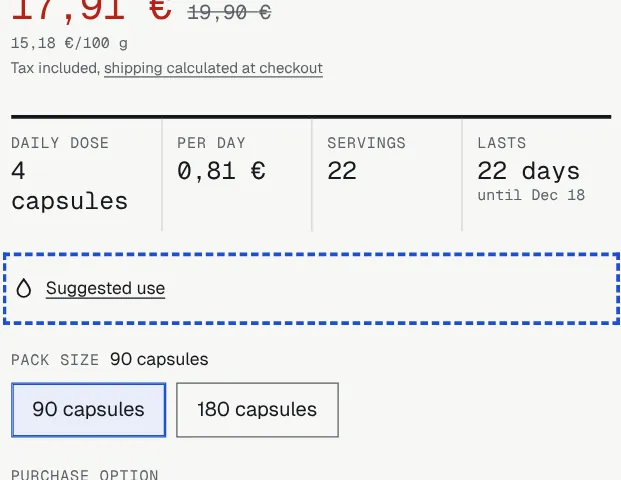 17,91 € 19,90 €
15,18 €/100 g
Tax included, shipping calculated at checkout
DAILY DOSE
4
capsules
PER DAY
0,81 €
SERVINGS
22
LASTS
22 days
until Dec 18
Suggested use
PACK SIZE 90 capsules
90 capsules
180 capsules
PURCHASE OPTION